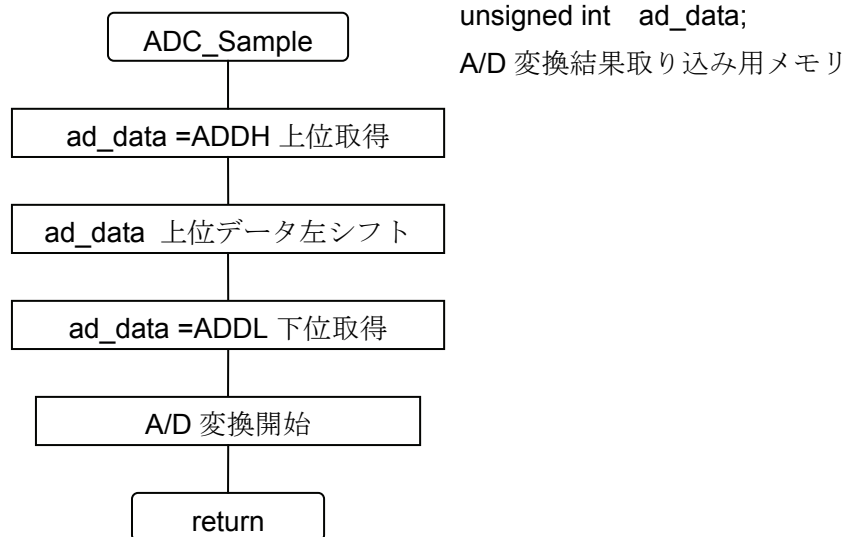 ADC_Sample
unsigned int ad_data;
A/D 変換結果取り込み用メモリ
ad_data =ADDH 上位取得
ad_data 上位データ左シフト
ad_data =ADDL 下位取得
A/D 変換開始
return